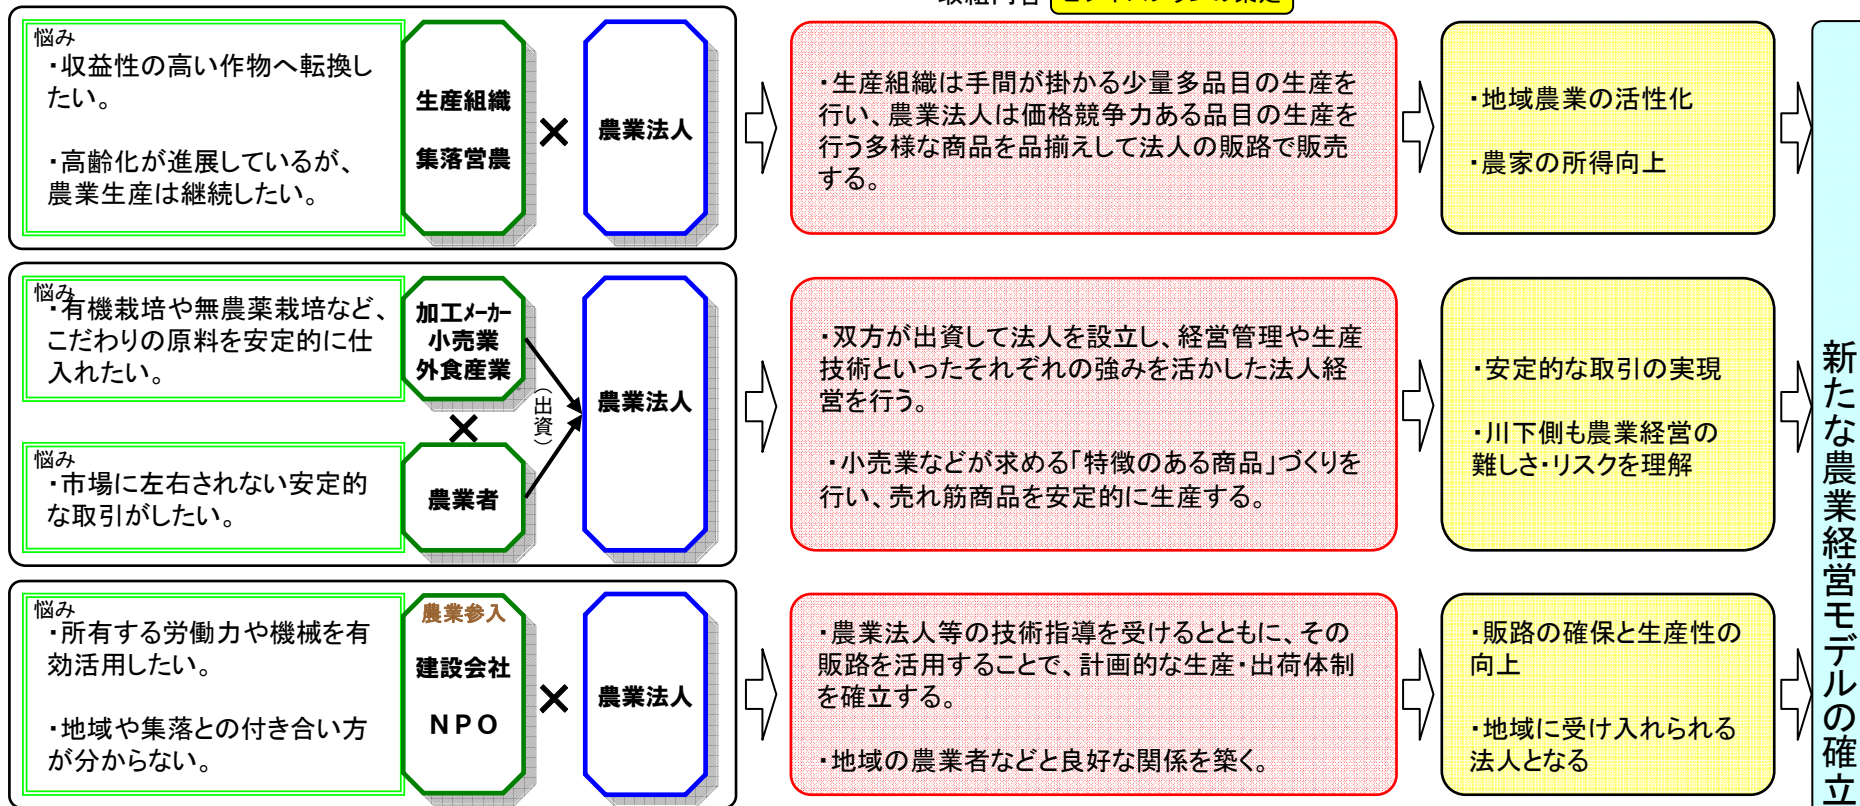 悩み
・収益性の高い作物へ転換し
たい。
・高齢化が進展しているが、
農業生産は継続したい。
生産組織
集落営農
×
農業法人
・生産組織は手間が掛かる少量多品目の生産を
行い、農業法人は価格競争力ある品目の生産を
行う多様な商品を品揃えして法人の販路で販売
する。
・地域農業の活性化
・農家の所得向上
悩み
・有機栽培や無農薬栽培など、
こだわりの原料を安定的に仕
入れたい。
加工メーカー
小売業
外食産業
×
悩み
・市場に左右されない安定的
な取引がしたい。
農業者
（出資）
農業法人
・双方が出資して法人を設立し、経営管理や生産
技術といったそれぞれの強みを活かした法人経
営を行う。
・小売業などが求める「特徴のある商品」づくりを
行い、売れ筋商品を安定的に生産する。
・安定的な取引の実現
・川下側も農業経営の
難しさ・リスクを理解
悩み
・所有する労働力や機械を有
効活用したい。
・地域や集落との付き合い方
が分からない。
農業参入
建設会社
ＮＰＯ
×
農業法人
・農業法人等の技術指導を受けるとともに、その
販路を活用することで、計画的な生産・出荷体制
を確立する。
・地域の農業者などと良好な関係を築く。
・販路の確保と生産性の
向上
・地域に受け入れられる
法人となる
新たな農業経営モデルの確立